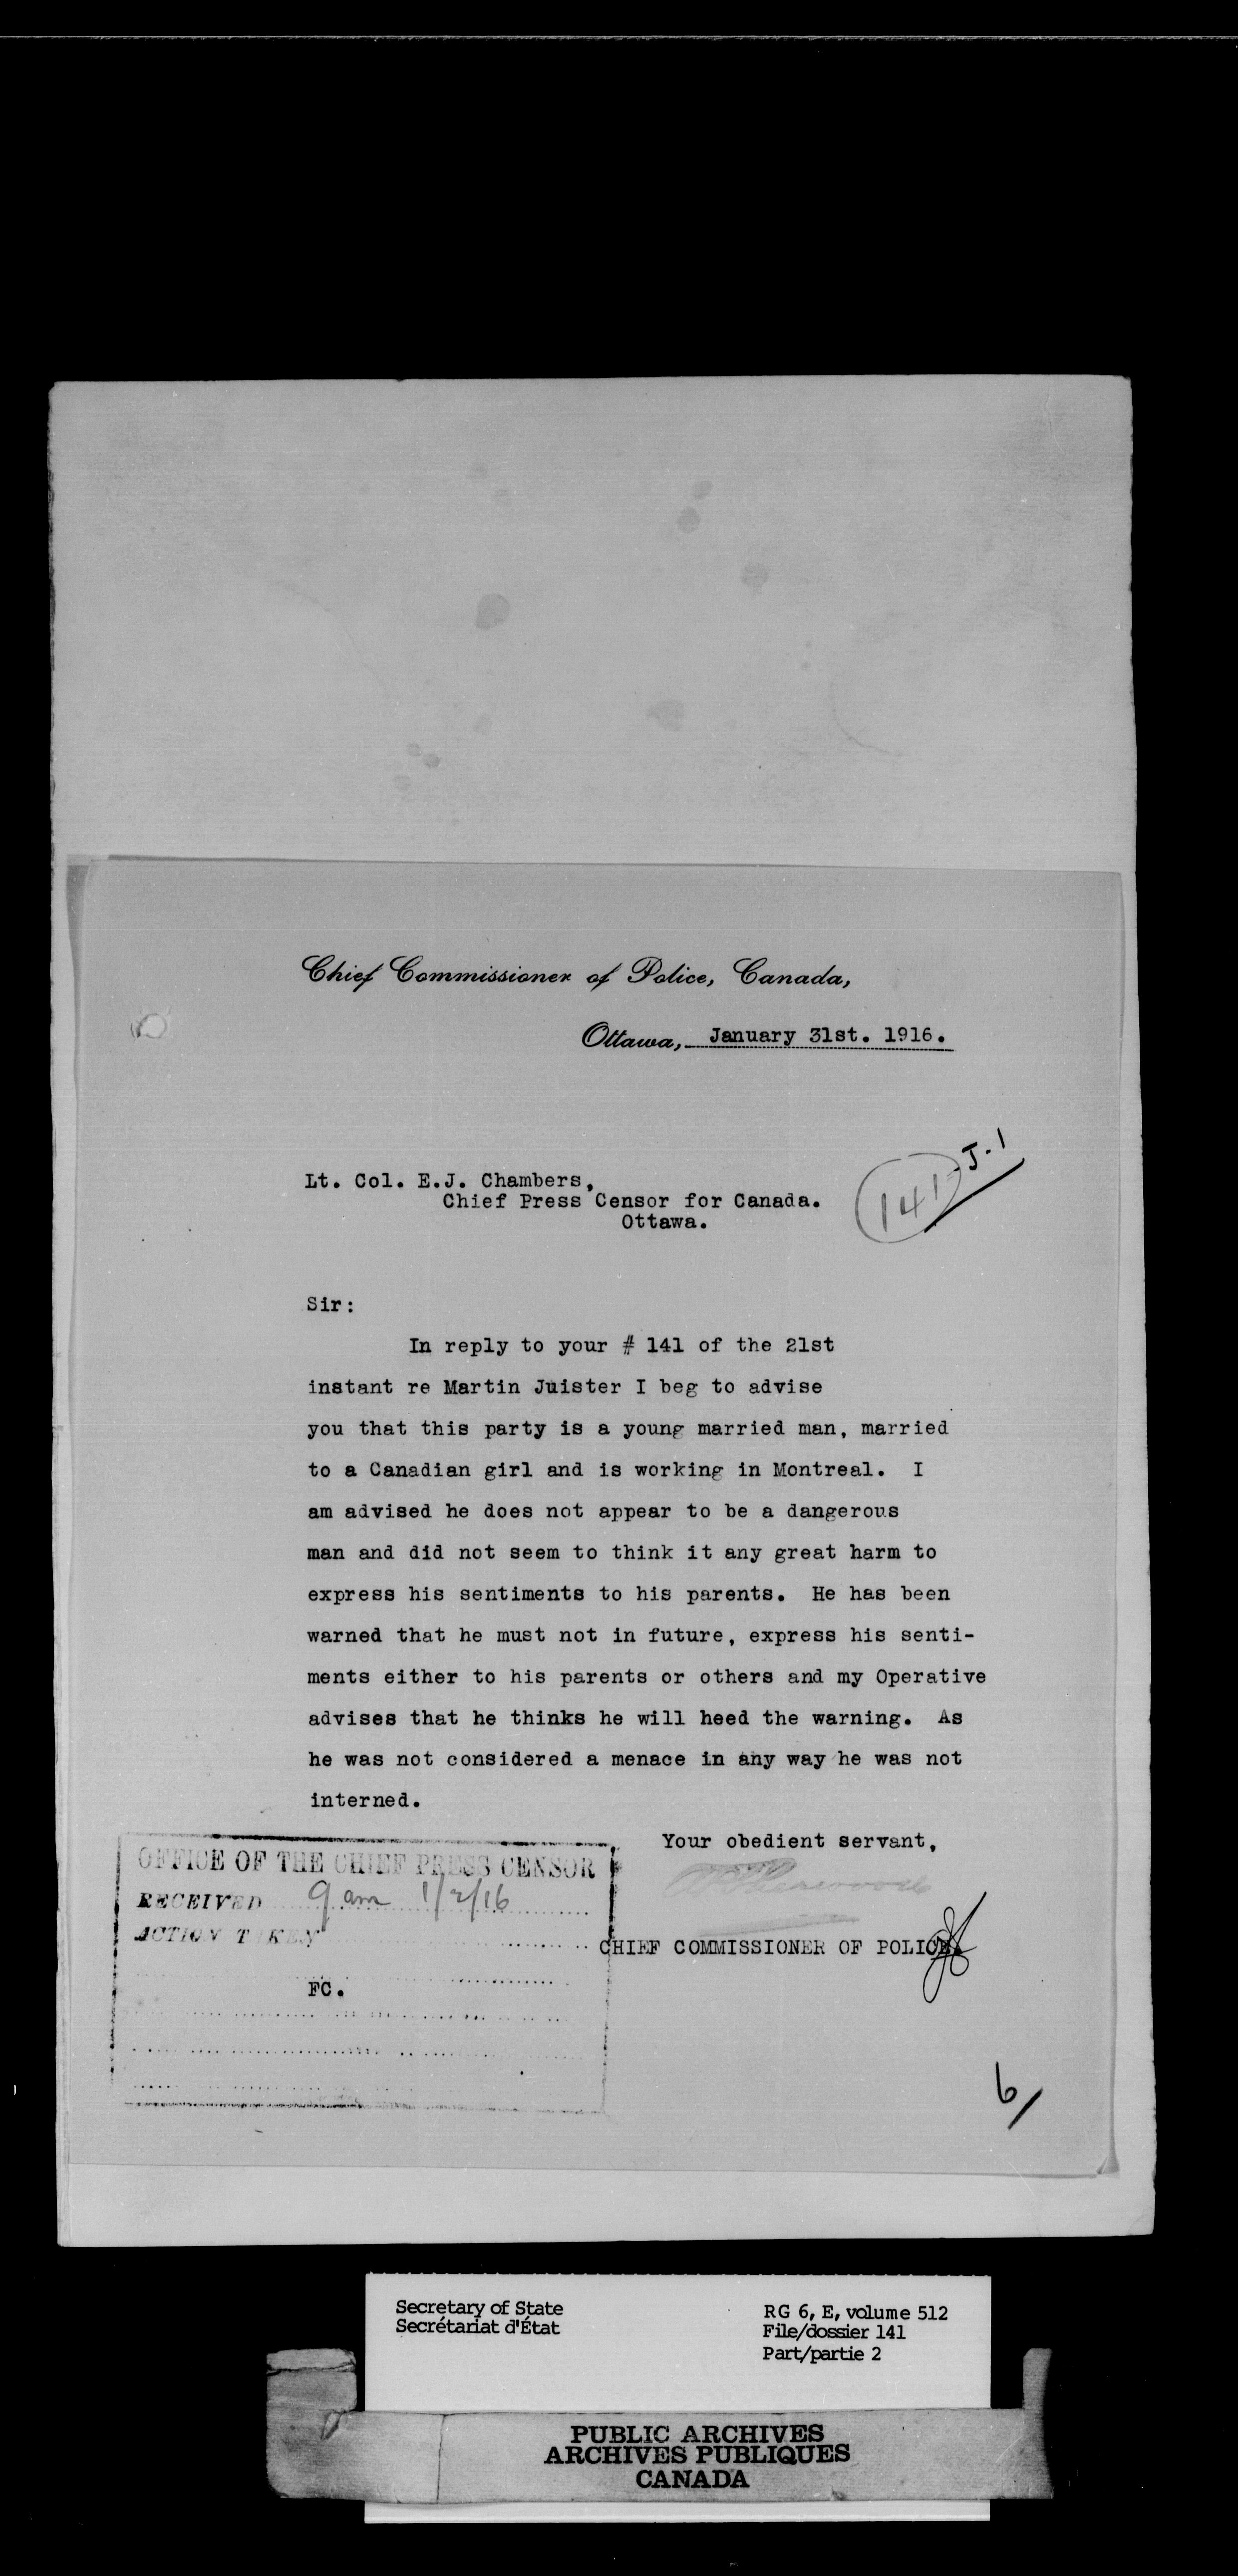 Chief Commissioner of Police, Canada,
Ottawa, January 31st. 1916.
141-J-1
Lt. Col. E.J. Chambers,
Chief Press Censor for Canada.
Ottawa.
Sir:
In reply to your # 141 of the 21st
instant re Martin Juister I beg to advise
you that this party is a young married man, married
to a Canadian girl and is working in Montreal. I
am advised he does not appear to be a dangerous
man and did not seem to think it any great harm to
express his sentiments to his parents. He has been
warned that he must not in future, express his senti-
ments either to his parents or others and my Operative
advises that he thinks he will heed the warning. As
he was not considered a menace in any way he was not
interned.
Your obedient servant,
APSherwood
CHIEF COMMISSIONER OF POLICE.
OFFICE OF THE CHIEF PRESS CENSOR
RECEIVED 9 am 1/2/16
ACTION TAKEN
FC.
6/
Secretary of State
Secrétariat d'État
RG 6, E, volume 512
File/dossier 141
Part/partie 2
PUBLIC ARCHIVES
ARCHIVES PUBLIQUES
CANADA